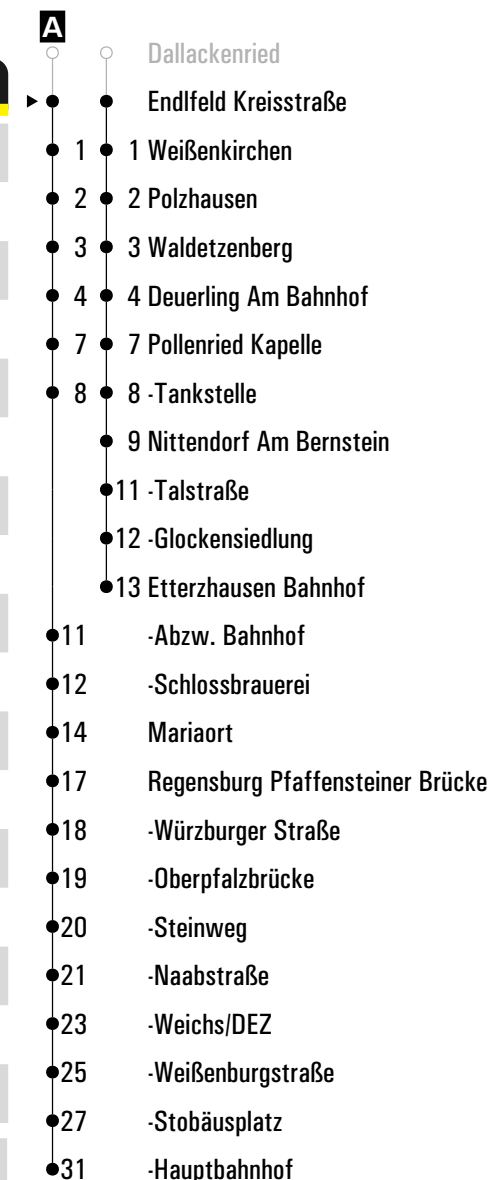 A
Dallackenried
Endlfeld Kreisstraße
1 1 Weißenkirchen
2 2 Polzhausen
3 3 Waldetzenberg
4 4 Deuerling Am Bahnhof
7 7 Pollenried Kapelle
8 8 -Tankstelle
9 Nittendorf Am Bernstein
11 -Talstraße
12 -Glockensiedlung
13 Etterzhausen Bahnhof
11 -Abzw. Bahnhof
12 -Schlossbrauerei
14 Mariaort
17 Regensburg Pfaffensteiner Brücke
18 -Würzburger Straße
19 -Oberpfalzbrücke
20 -Steinweg
21 -Naabstraße
23 -Weichs/DEZ
25 -Weißenburgstraße
27 -Stobäusplatz
31 -Hauptbahnhof